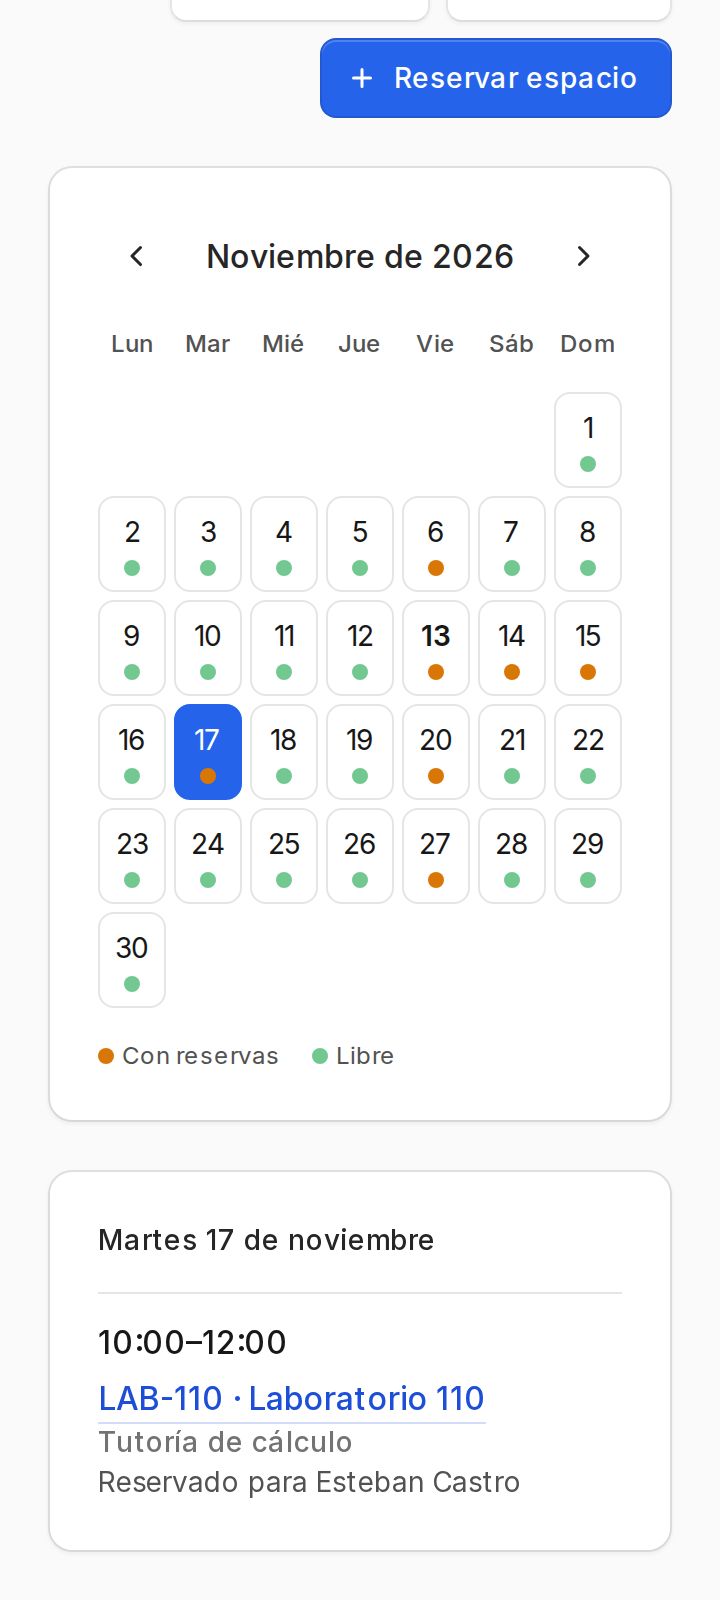 + Reservar espacio
Noviembre de 2026
Lun Mar Mié Jue Vie Sáb Dom
1
2 3 4 5 6 7 8
9 10 11 12 13 14 15
16 17 18 19 20 21 22
23 24 25 26 27 28 29
30
Con reservas Libre
Martes 17 de noviembre
10:00–12:00
LAB-110 · Laboratorio 110
Tutoría de cálculo
Reservado para Esteban Castro